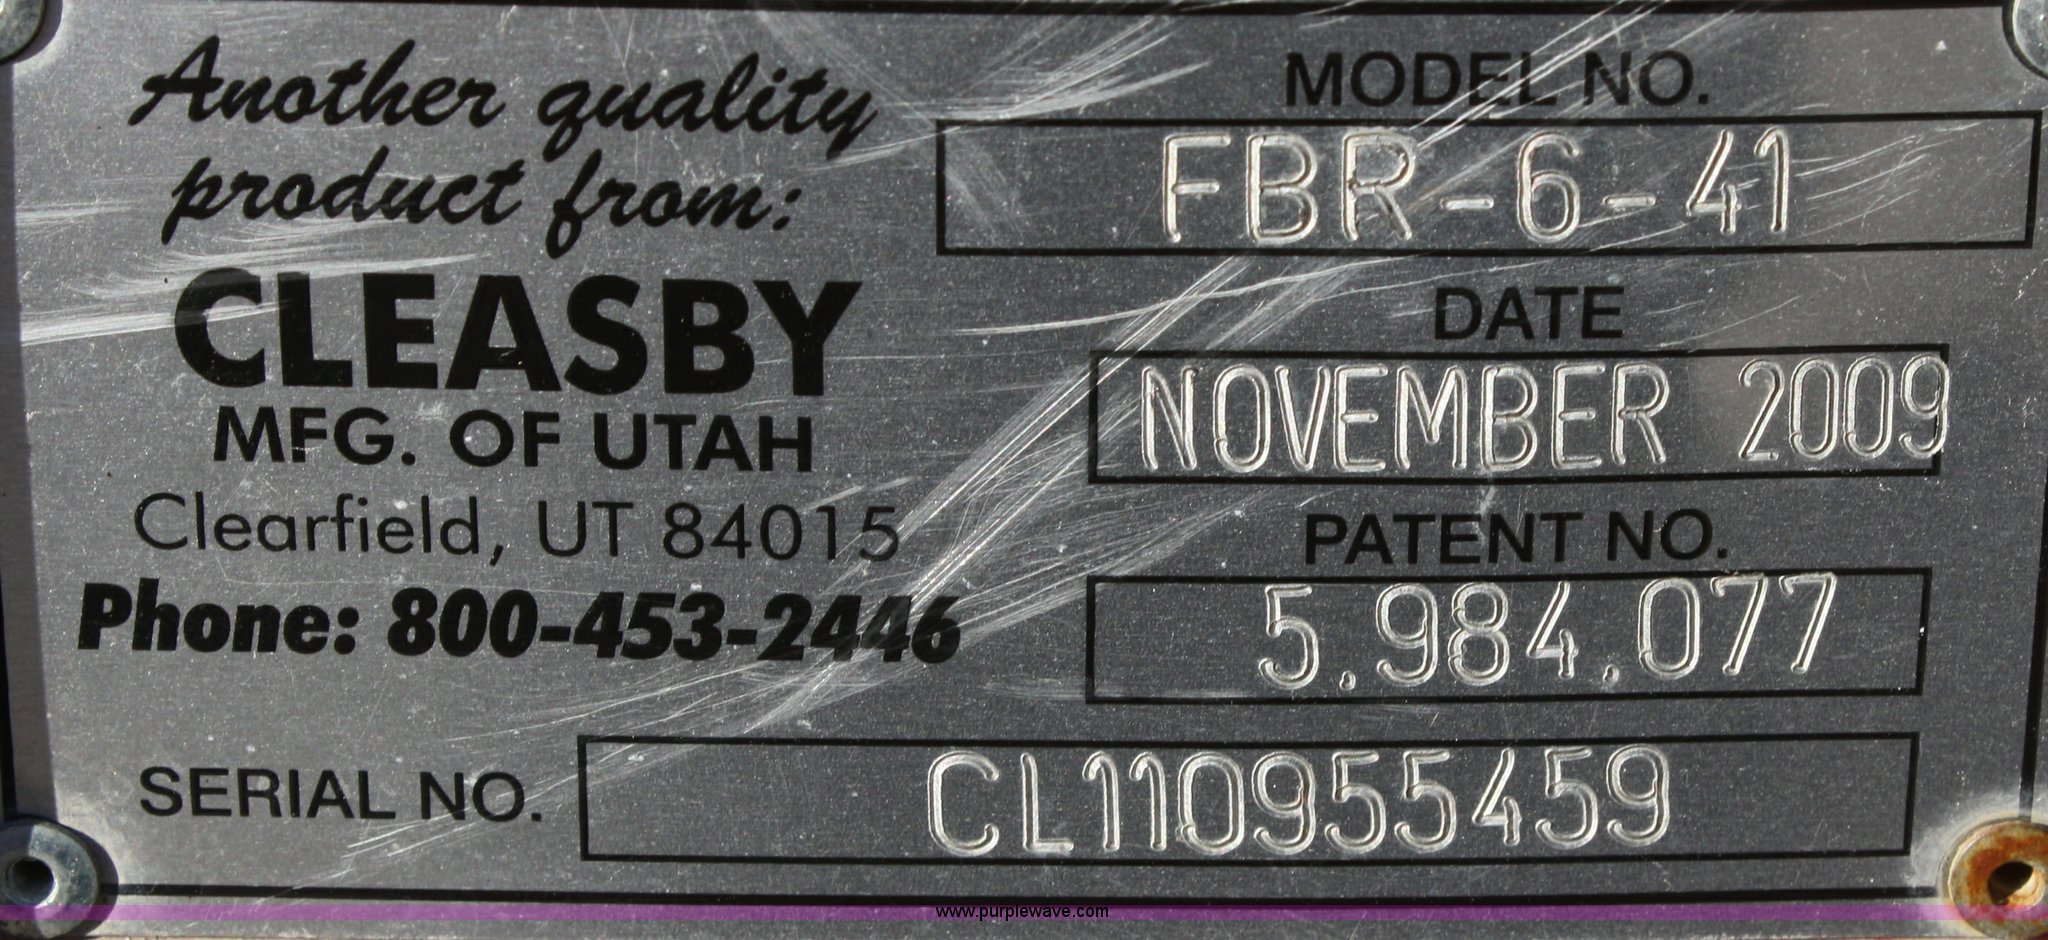 Another quality
product from:
CLEASBY
MFG. OF UTAH
Clearfield, UT 84015
Phone: 800-453-2446
MODEL NO.
FBR-6-41
DATE
NOVEMBER 2009
PATENT NO.
5,984,077
SERIAL NO.
CL110955459
www.purplewave.com